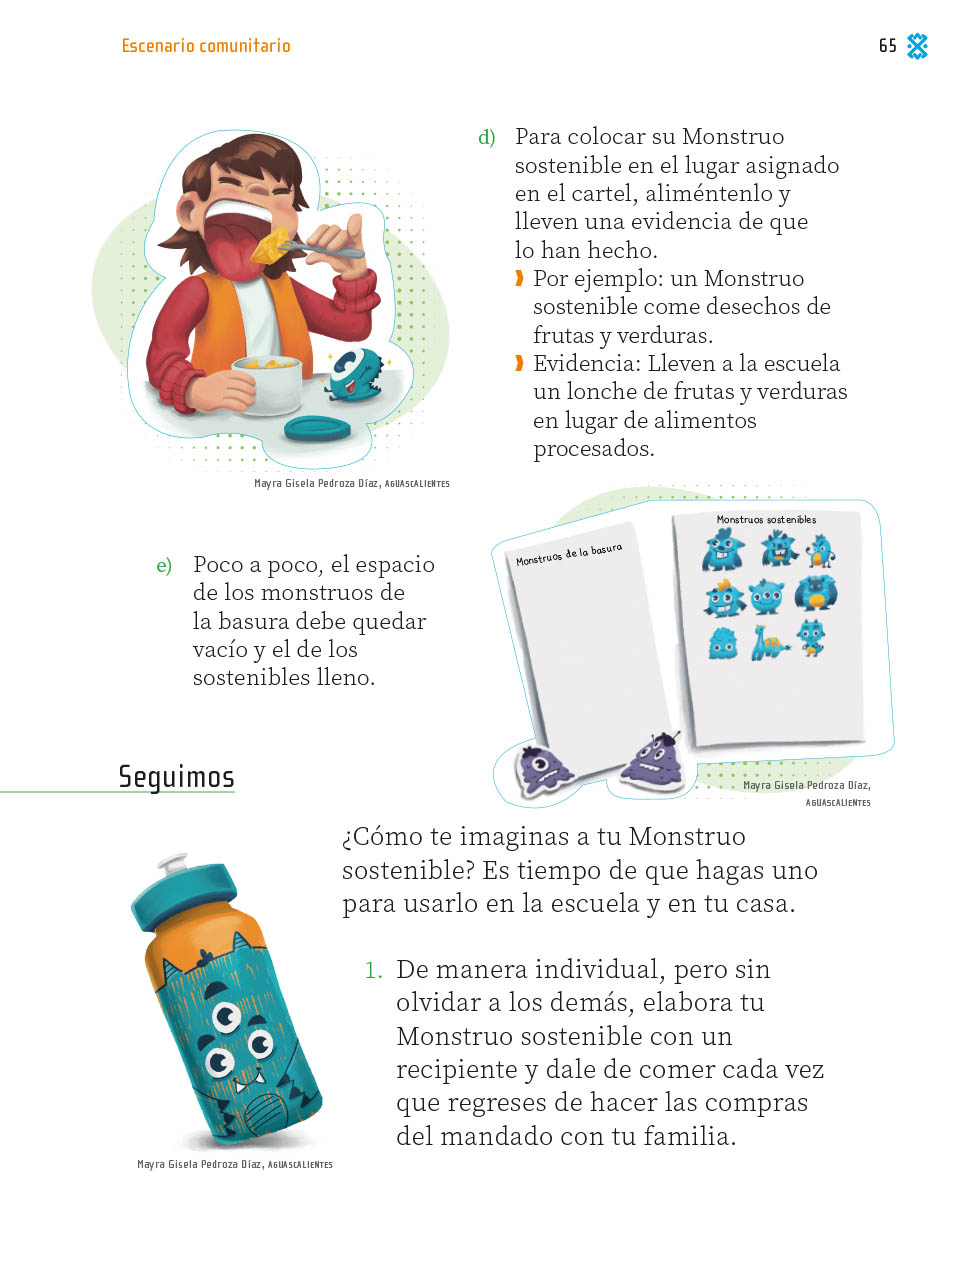 Escenario comunitario
65
d) Para colocar su Monstruo
sostenible en el lugar asignado
en el cartel, aliméntenlo y
lleven una evidencia de que
lo han hecho.
Por ejemplo: un Monstruo
sostenible come desechos de
frutas y verduras.
Evidencia: Lleven a la escuela
un lonche de frutas y verduras
en lugar de alimentos
procesados.
Mayra Gisela Pedroza Díaz, AGUASCALIENTES
e) Poco a poco, el espacio
de los monstruos de
la basura debe quedar
vacío y el de los
sostenibles lleno.
Monstruos de la basura
Monstruos sostenibles
Mayra Gisela Pedroza Díaz,
AGUASCALIENTES
Seguimos
¿Cómo te imaginas a tu Monstruo
sostenible? Es tiempo de que hagas uno
para usarlo en la escuela y en tu casa.
1. De manera individual, pero sin
olvidar a los demás, elabora tu
Monstruo sostenible con un
recipiente y dale de comer cada vez
que regreses de hacer las compras
del mandado con tu familia.
Mayra Gisela Pedroza Díaz, AGUASCALIENTES